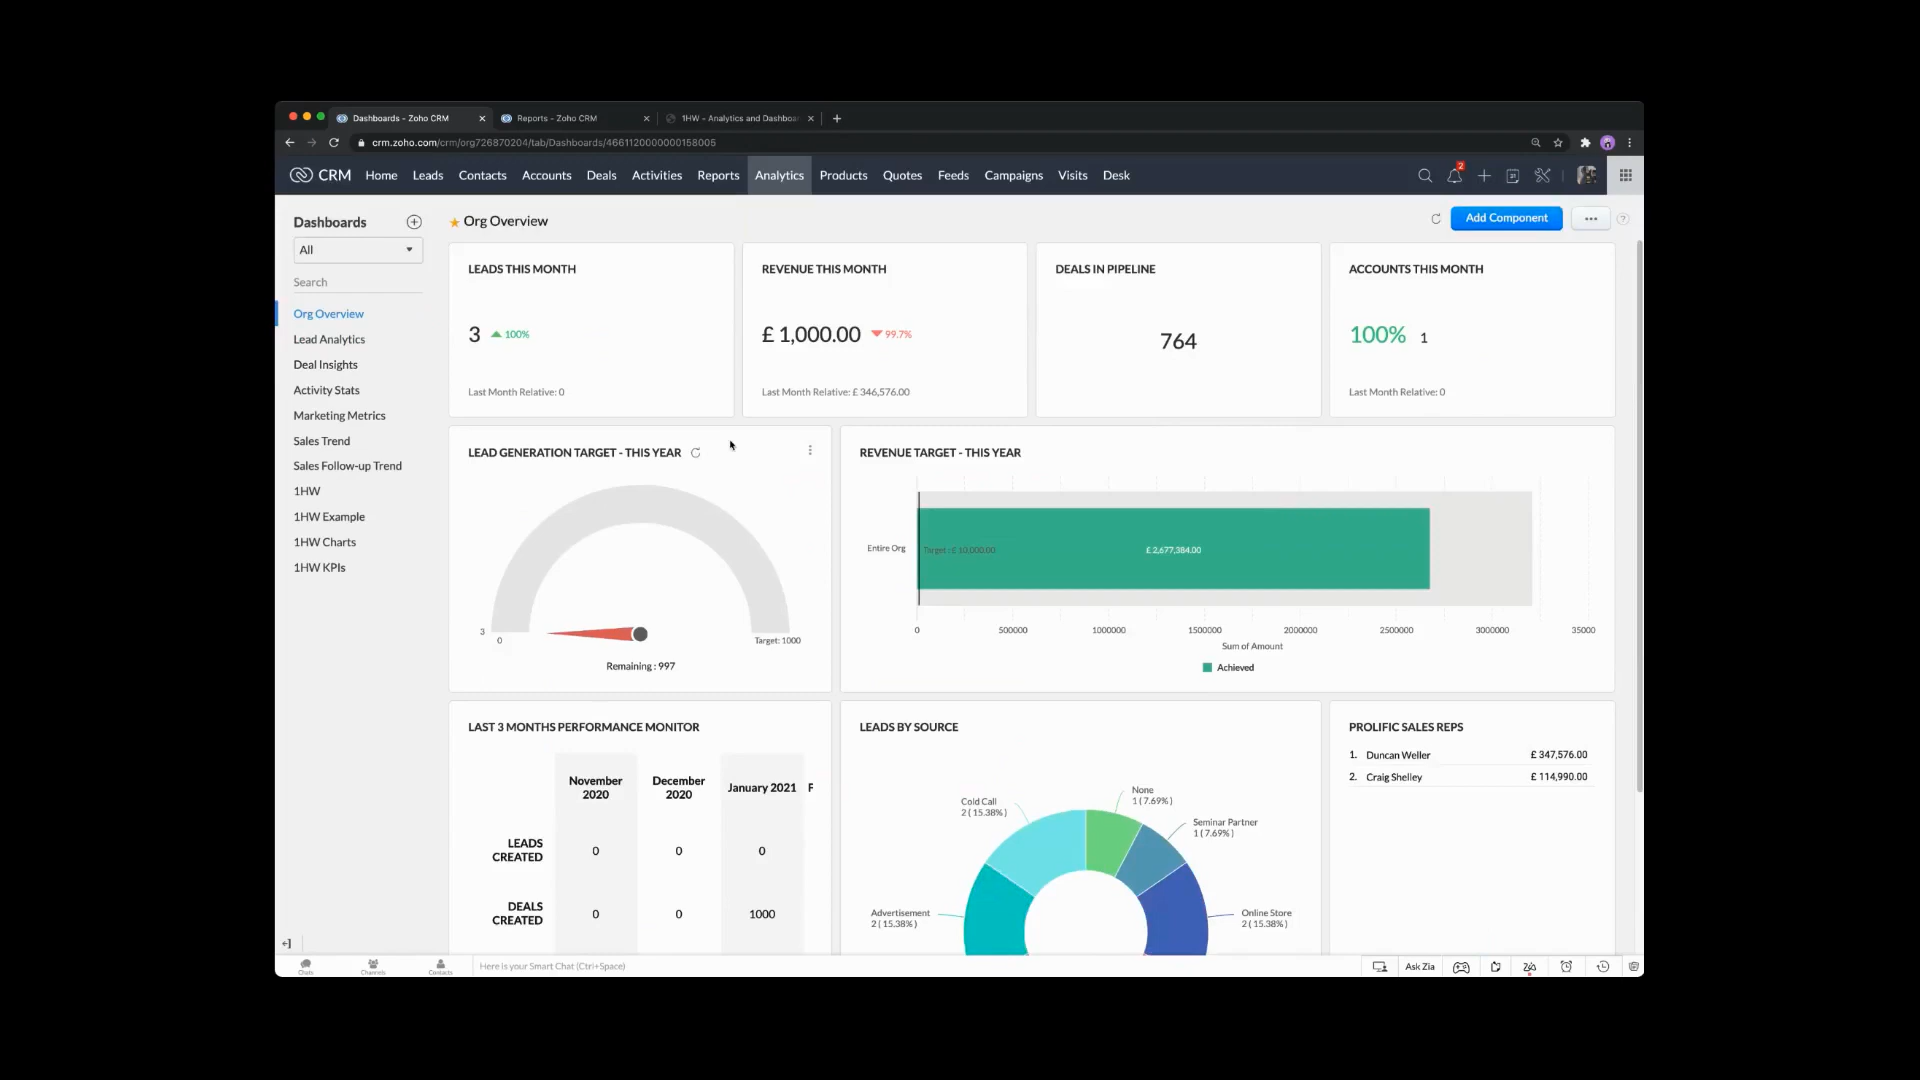 Dashboards - Zoho CRM
Reports - Zoho CRM
1HW - Analytics and Dashboa
crm.zoho.com/crm/org726870204/tab/Dashboards/4661120000000158005
CRM Home Leads Contacts Accounts Deals Activities Reports Analytics Products Quotes Feeds Campaigns Visits Desk
2
Dashboards
All
Search
Org Overview
Lead Analytics
Deal Insights
Activity Stats
Marketing Metrics
Sales Trend
Sales Follow-up Trend
1HW
1HW Example
1HW Charts
1HW KPIs
Org Overview
Add Component
LEADS THIS MONTH
3 100%
Last Month Relative: 0
REVENUE THIS MONTH
£ 1,000.00 99.7%
Last Month Relative: £ 346,576.00
DEALS IN PIPELINE
764
ACCOUNTS THIS MONTH
100% 1
Last Month Relative: 0
LEAD GENERATION TARGET - THIS YEAR
3
0
Target: 1000
Remaining : 997
REVENUE TARGET - THIS YEAR
Entire Org
Target : £ 10,000.00
£ 2,677,384.00
0 500000 1000000 1500000 2000000 2500000 3000000 35000
Sum of Amount
Achieved
LAST 3 MONTHS PERFORMANCE MONITOR
November 2020
December 2020
January 2021
F
LEADS CREATED 0 0 0
DEALS CREATED 0 0 1000
LEADS BY SOURCE
None
1 ( 7.69% )
Cold Call
2 ( 15.38% )
Seminar Partner
1 ( 7.69% )
Advertisement
2 ( 15.38% )
Online Store
2 ( 15.38% )
PROLIFIC SALES REPS
1. Duncan Weller £ 347,576.00
2. Craig Shelley £ 114,990.00
Chats
Channels
Contacts
Here is your Smart Chat (Ctrl+Space)
Ask Zia